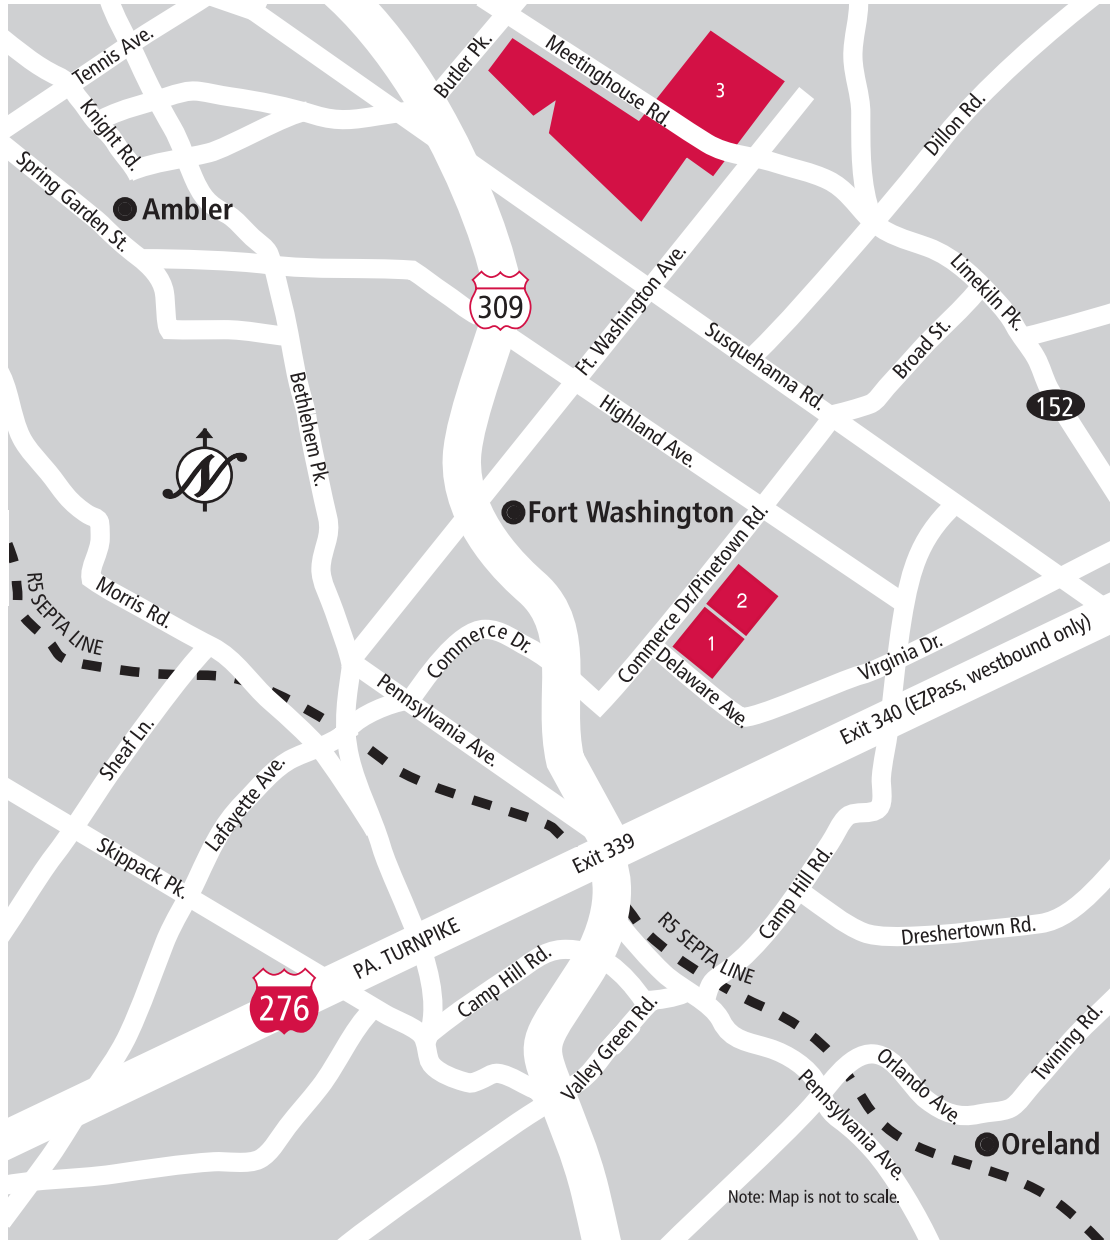 Tennis Ave.
Butler Pk.
Meetinghouse Rd.
3
Knight Rd.
Dillon Rd.
Spring Garden St.
Ambler
309
Ft. Washington Ave.
Limekiln Pk.
Susquehanna Rd.
Broad St.
Bethlehem Pk.
Highland Ave.
152
N
Fort Washington
Commerce Dr./Pinetown Rd.
R5 SEPTA LINE
Morris Rd.
2
1
Commerce Dr.
Delaware Ave.
Virginia Dr.
Exit 340 (EZPass, westbound only)
Pennsylvania Ave.
Sheaf Ln.
Lafayette Ave.
Exit 339
Skippack Pk.
Camp Hill Rd.
Dreshertown Rd.
R5 SEPTA LINE
PA. TURNPIKE
Camp Hill Rd.
276
Valley Green Rd.
Twining Rd.
Orlando Ave.
Pennsylvania Ave.
Oreland
Note: Map is not to scale.